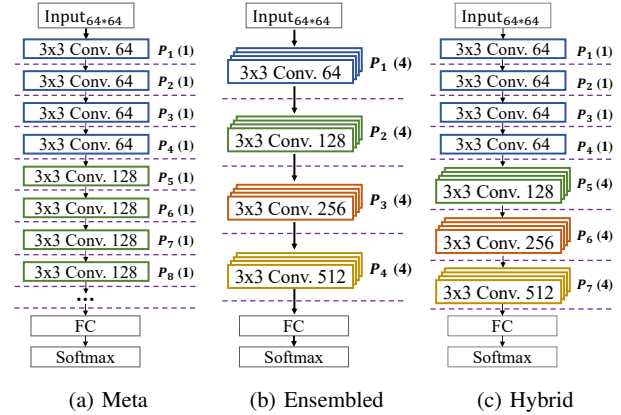 Input64*64
3x3 Conv. 64 P1 (1)
3x3 Conv. 64 P2 (1)
3x3 Conv. 64 P3 (1)
3x3 Conv. 64 P4 (1)
3x3 Conv. 128 P5 (1)
3x3 Conv. 128 P6 (1)
3x3 Conv. 128 P7 (1)
3x3 Conv. 128 P8 (1)
...
FC
Softmax
(a) Meta
Input64*64
3x3 Conv. 64 P1 (4)
3x3 Conv. 128 P2 (4)
3x3 Conv. 256 P3 (4)
3x3 Conv. 512 P4 (4)
FC
Softmax
(b) Ensembled
Input64*64
3x3 Conv. 64 P1 (1)
3x3 Conv. 64 P2 (1)
3x3 Conv. 64 P3 (1)
3x3 Conv. 64 P4 (1)
3x3 Conv. 128 P5 (4)
3x3 Conv. 256 P6 (4)
3x3 Conv. 512 P7 (4)
FC
Softmax
(c) Hybrid